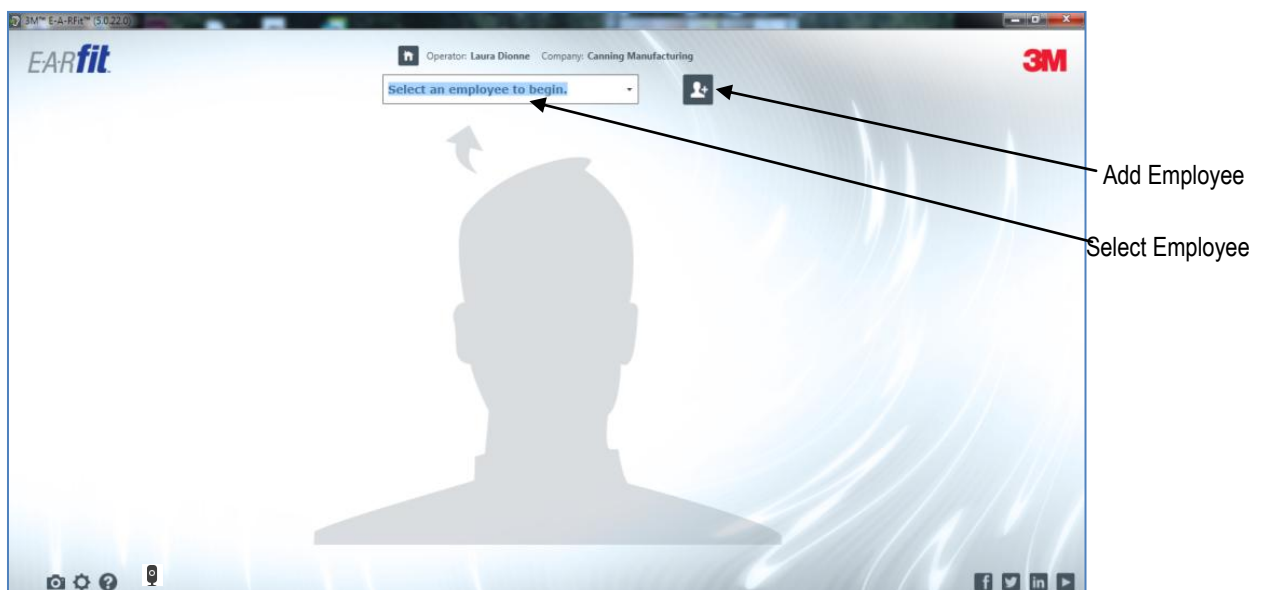 3M™ E-A-RFit™ (5.0.22.0)
E·A·Rfit™
Operator: Laura Dionne Company: Canning Manufacturing
3M
Select an employee to begin.
Add Employee
Select Employee